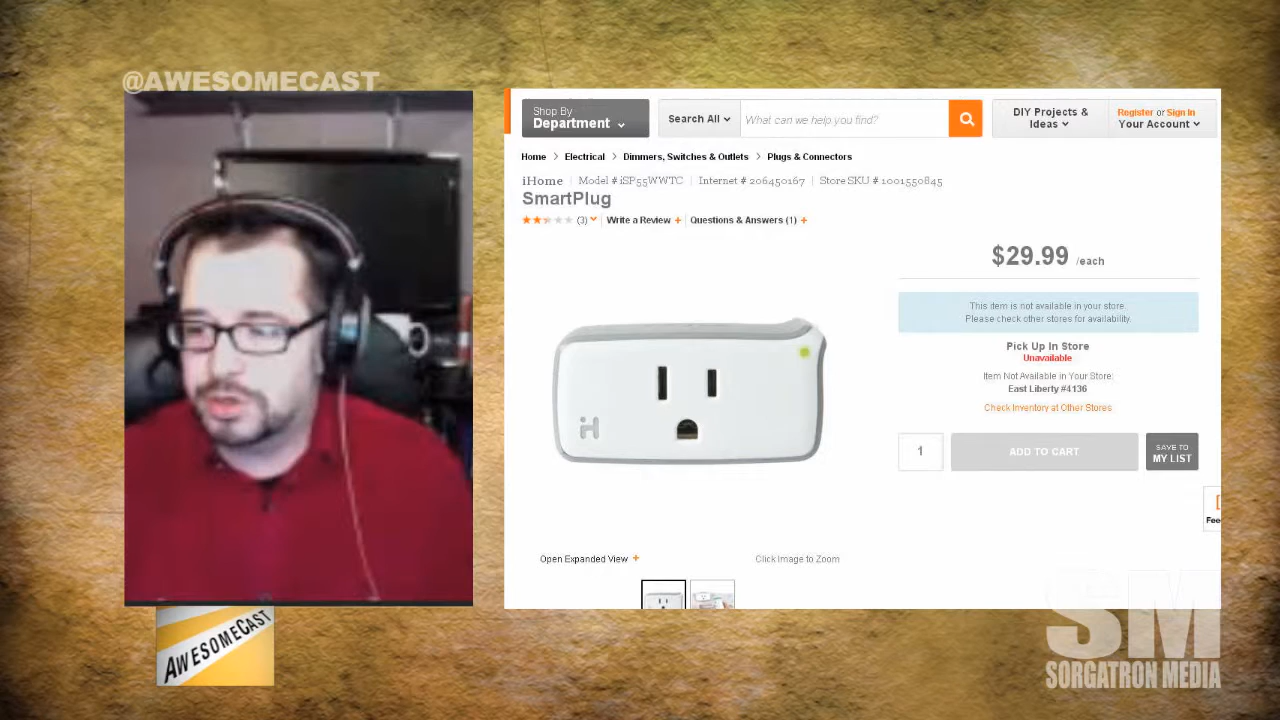 @AWESOMECAST
Shop By
Department
Search All
What can we help you find?
DIY Projects &
Ideas
Register or Sign In
Your Account
Home > Electrical > Dimmers, Switches & Outlets > Plugs & Connectors
iHome | Model # iSP55WWTC | Internet # 206450167 | Store SKU # 1001550845
SmartPlug
(3) | Write a Review + | Questions & Answers (1) +
$29.99 /each
This item is not available in your store.
Please check other stores for availability.
Pick Up In Store
Unavailable
Item Not Available in Your Store:
East Liberty #4136
Check Inventory at Other Stores
1
ADD TO CART
SAVE TO
MY LIST
Open Expanded View +
Click Image to Zoom
AWESOMECAST
SM
SORGATRON MEDIA